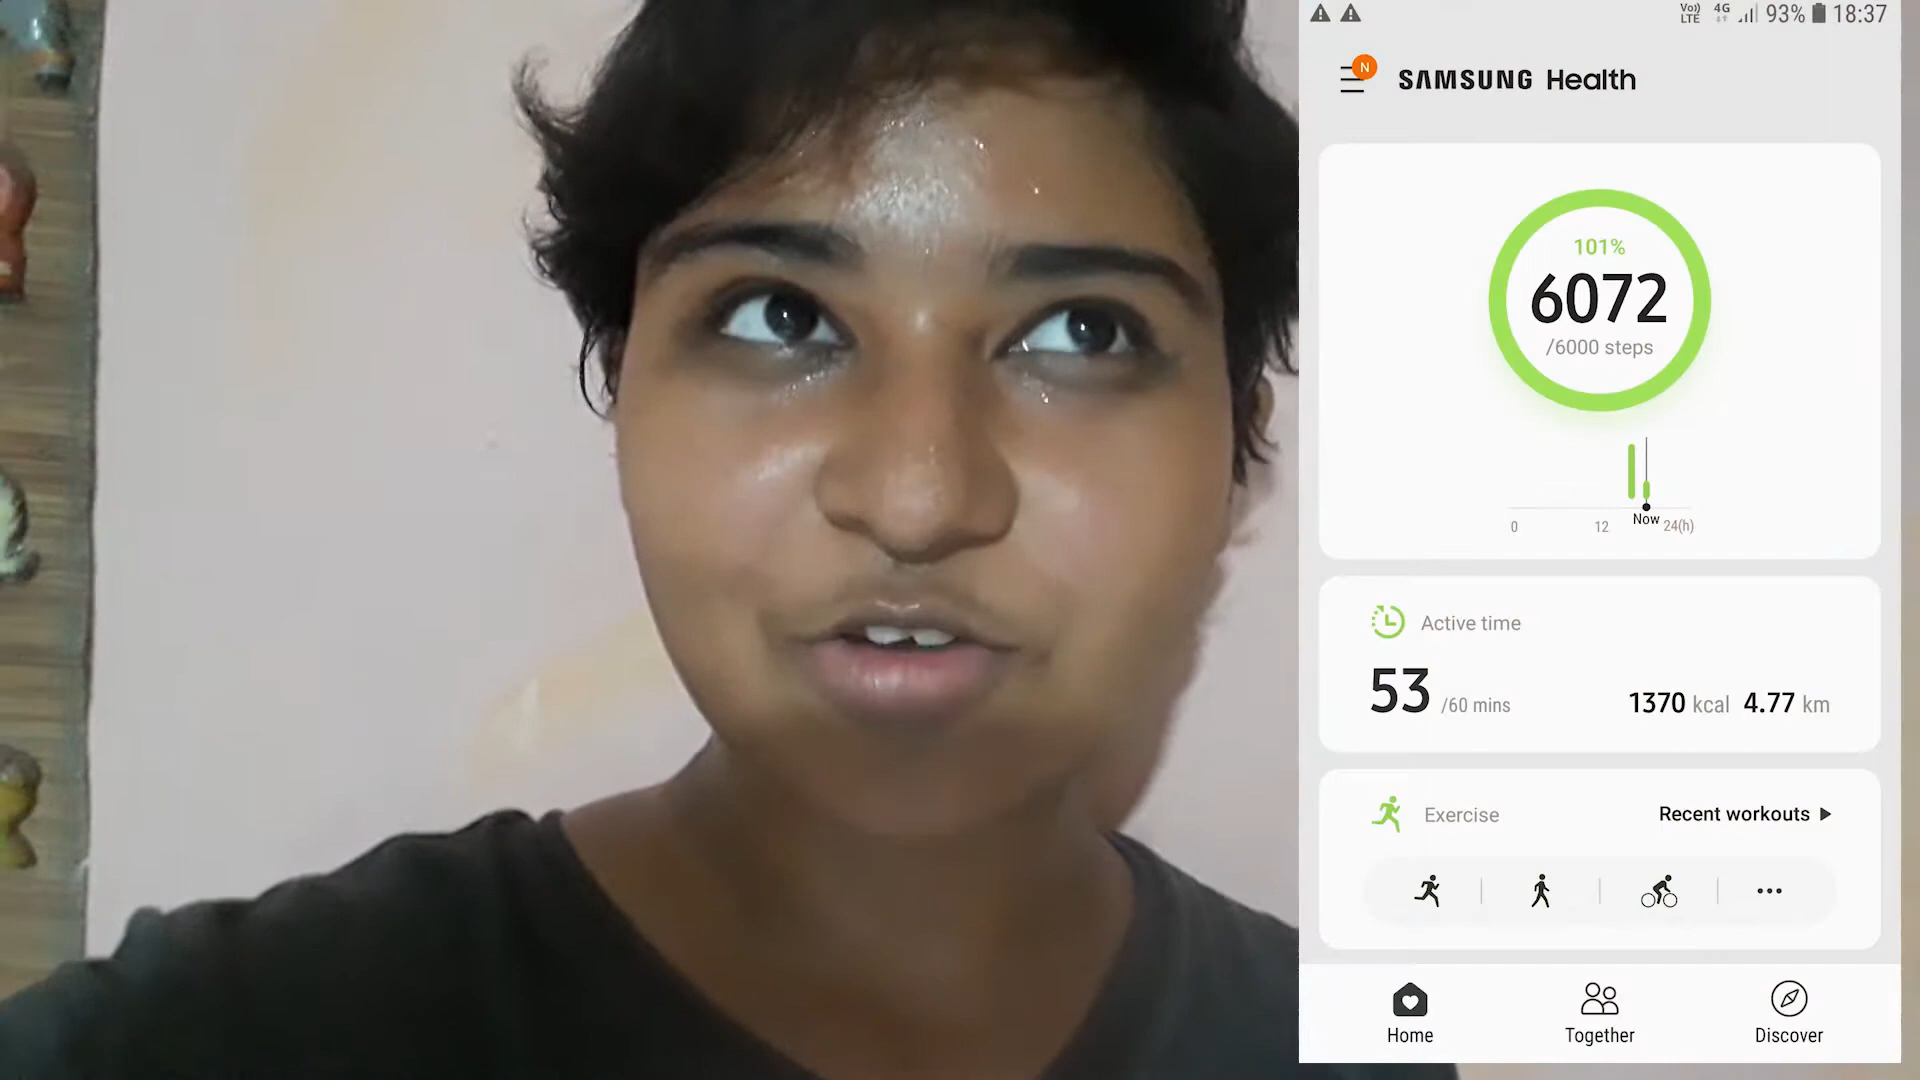 Vo)) LTE 4G 93% 18:37
N
SAMSUNG Health
101%
6072
/6000 steps
0 12 Now 24(h)
Active time
53 /60 mins 1370 kcal 4.77 km
Exercise Recent workouts
Home Together Discover